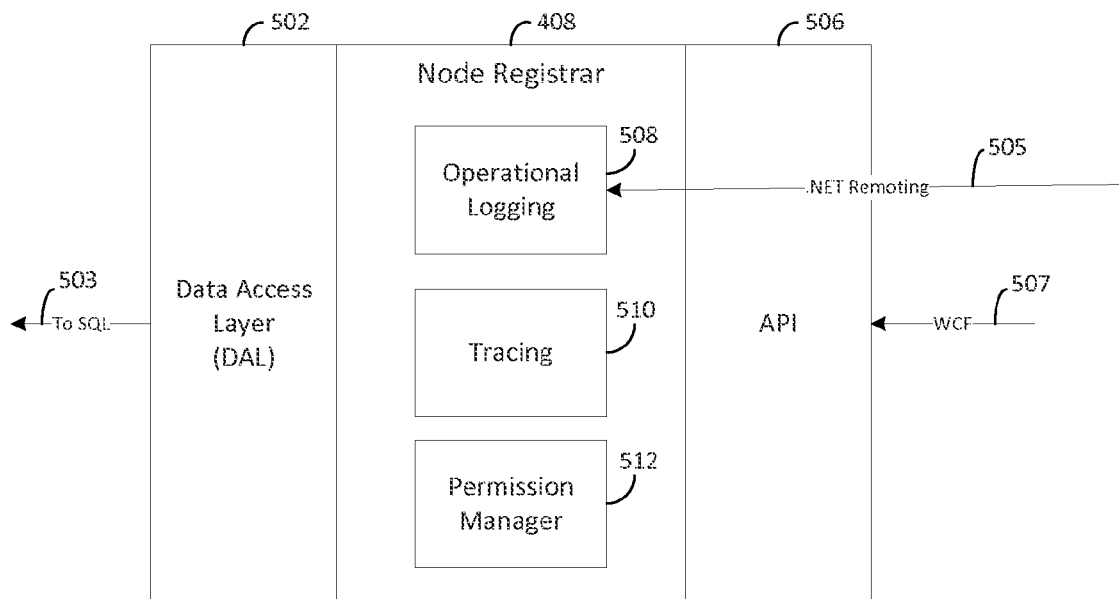 502
408
506
Node Registrar
508
Operational
Logging
505
.NET Remoting
503
To SQL
Data Access
Layer
(DAL)
510
Tracing
API
507
WCF
512
Permission
Manager